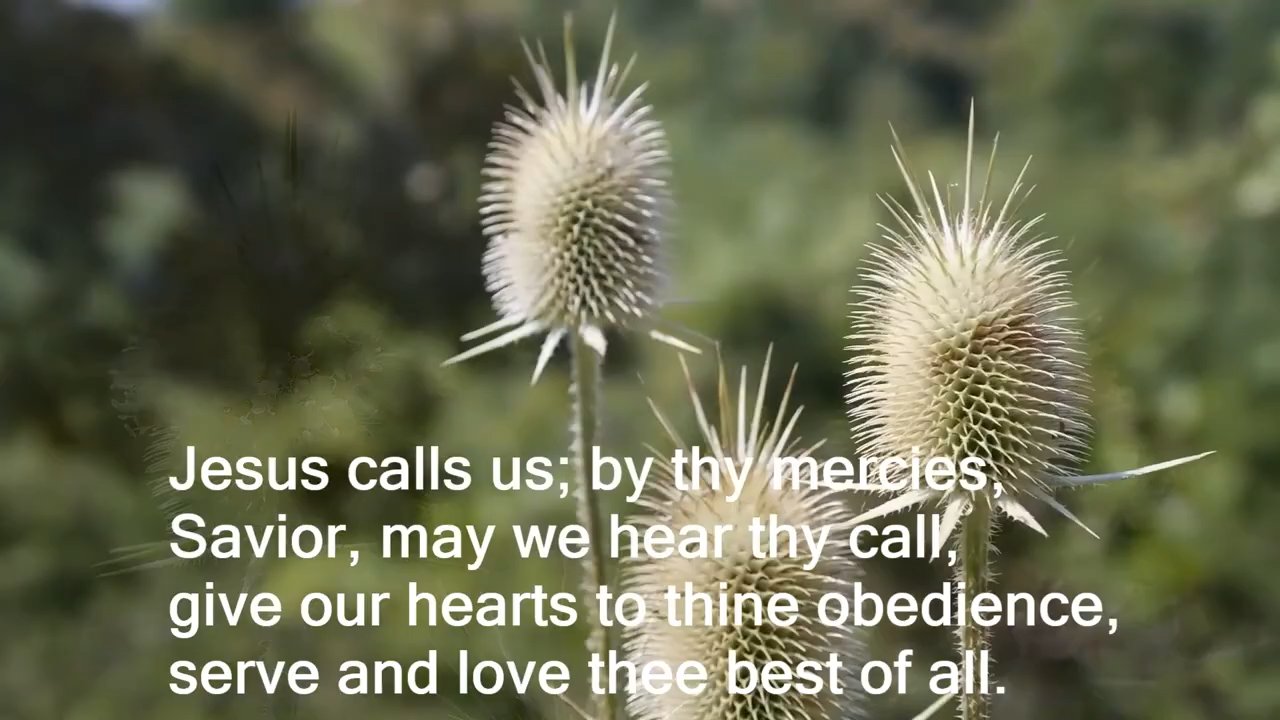 Jesus calls us; by thy mercies,
Savior, may we hear thy call,
give our hearts to thine obedience,
serve and love thee best of all.